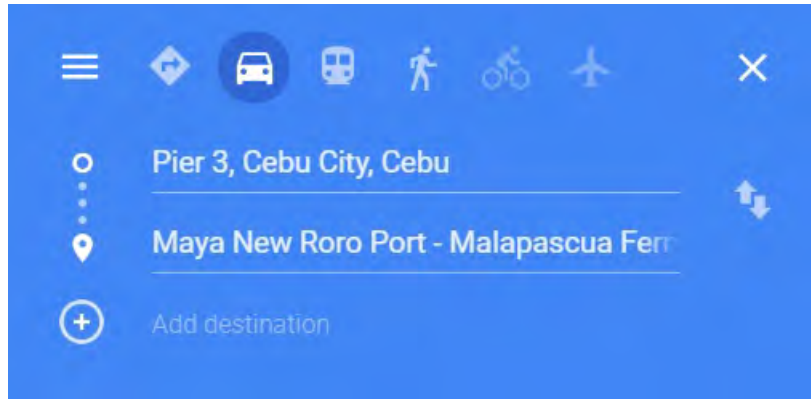 Pier 3, Cebu City, Cebu
Maya New Roro Port - Malapascua
Add destination